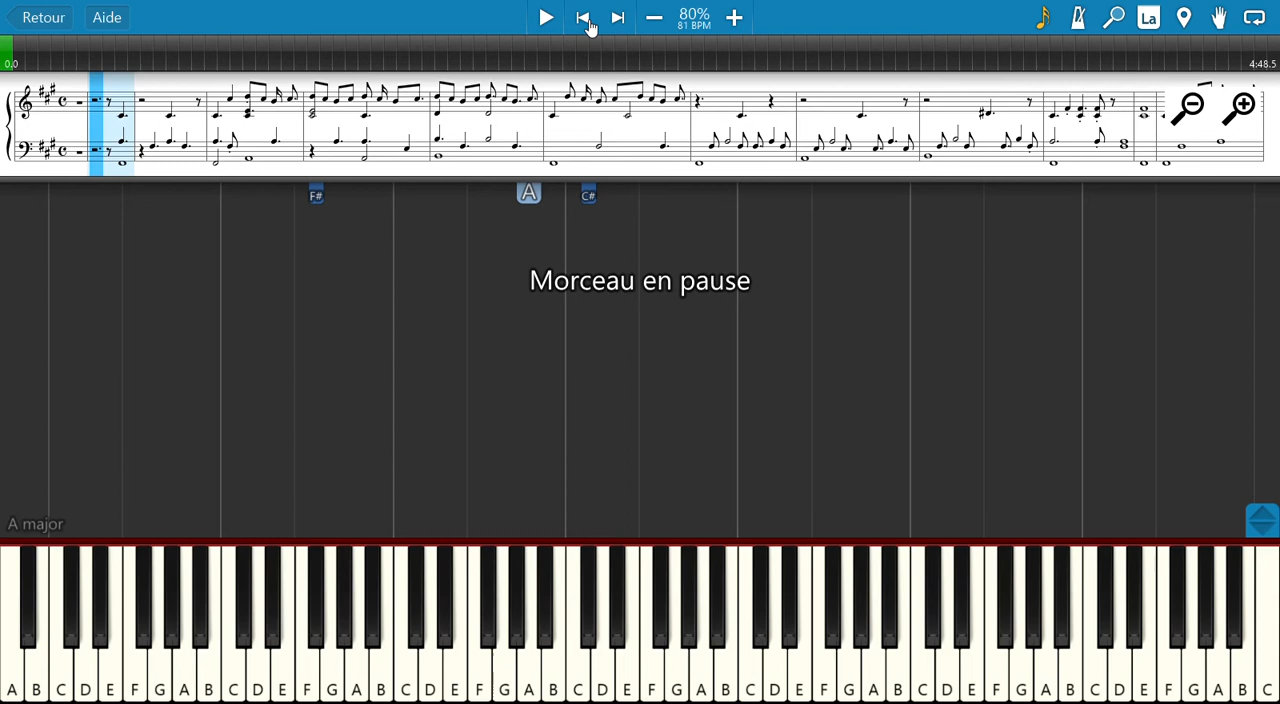 Retour Aide 80% La
81 BPM
0.0 4:48.5
F# A C#
Morceau en pause
A major
A B C D E F G A B C D E F G A B C D E F G A B C D E F G A B C D E F G A B C D E F G A B C D E F G A B C